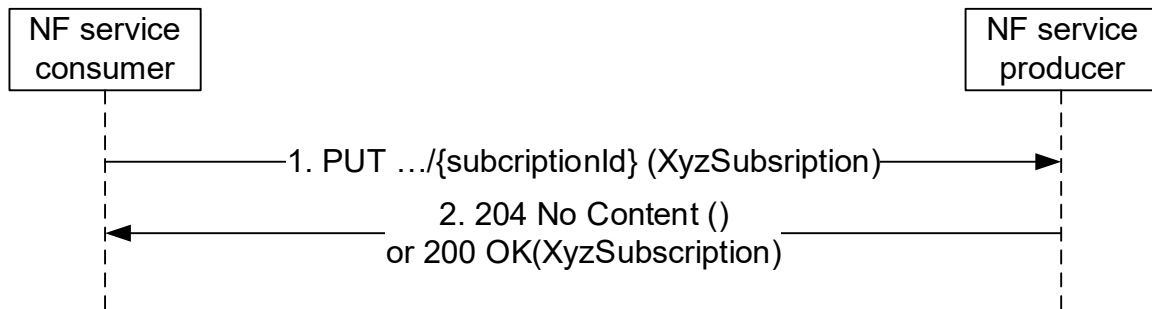 NF service
consumer
NF service
producer
1. PUT …/{subcriptionId} (XyzSubsription)
2. 204 No Content ()
or 200 OK(XyzSubscription)